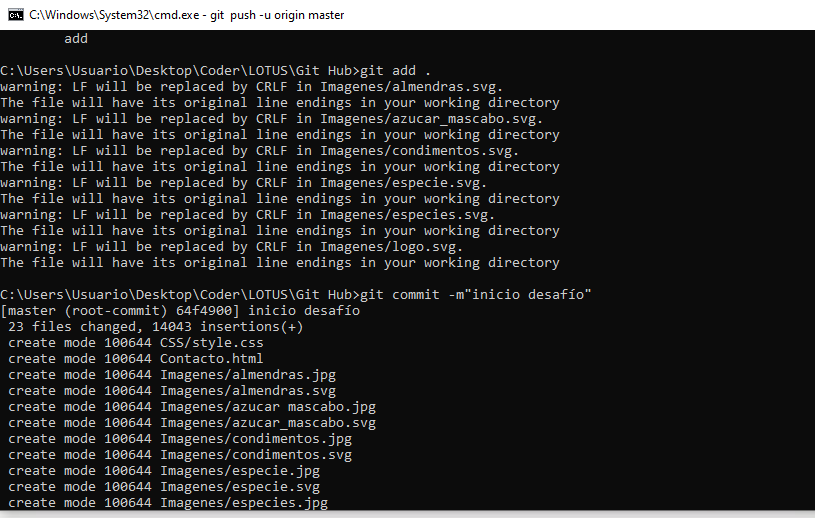 C:\Windows\System32\cmd.exe - git  push -u origin master
        add
C:\Users\Usuario\Desktop\Coder\LOTUS\Git Hub>git add .
warning: LF will be replaced by CRLF in Imagenes/almendras.svg.
The file will have its original line endings in your working directory
warning: LF will be replaced by CRLF in Imagenes/azucar_mascabo.svg.
The file will have its original line endings in your working directory
warning: LF will be replaced by CRLF in Imagenes/condimentos.svg.
The file will have its original line endings in your working directory
warning: LF will be replaced by CRLF in Imagenes/especie.svg.
The file will have its original line endings in your working directory
warning: LF will be replaced by CRLF in Imagenes/especies.svg.
The file will have its original line endings in your working directory
warning: LF will be replaced by CRLF in Imagenes/logo.svg.
The file will have its original line endings in your working directory
C:\Users\Usuario\Desktop\Coder\LOTUS\Git Hub>git commit -m"inicio desafío"
[master (root-commit) 64f4900] inicio desafío
 23 files changed, 14043 insertions(+)
 create mode 100644 CSS/style.css
 create mode 100644 Contacto.html
 create mode 100644 Imagenes/almendras.jpg
 create mode 100644 Imagenes/almendras.svg
 create mode 100644 Imagenes/azucar mascabo.jpg
 create mode 100644 Imagenes/azucar_mascabo.svg
 create mode 100644 Imagenes/condimentos.jpg
 create mode 100644 Imagenes/condimentos.svg
 create mode 100644 Imagenes/especie.jpg
 create mode 100644 Imagenes/especie.svg
 create mode 100644 Imagenes/especies.jpg